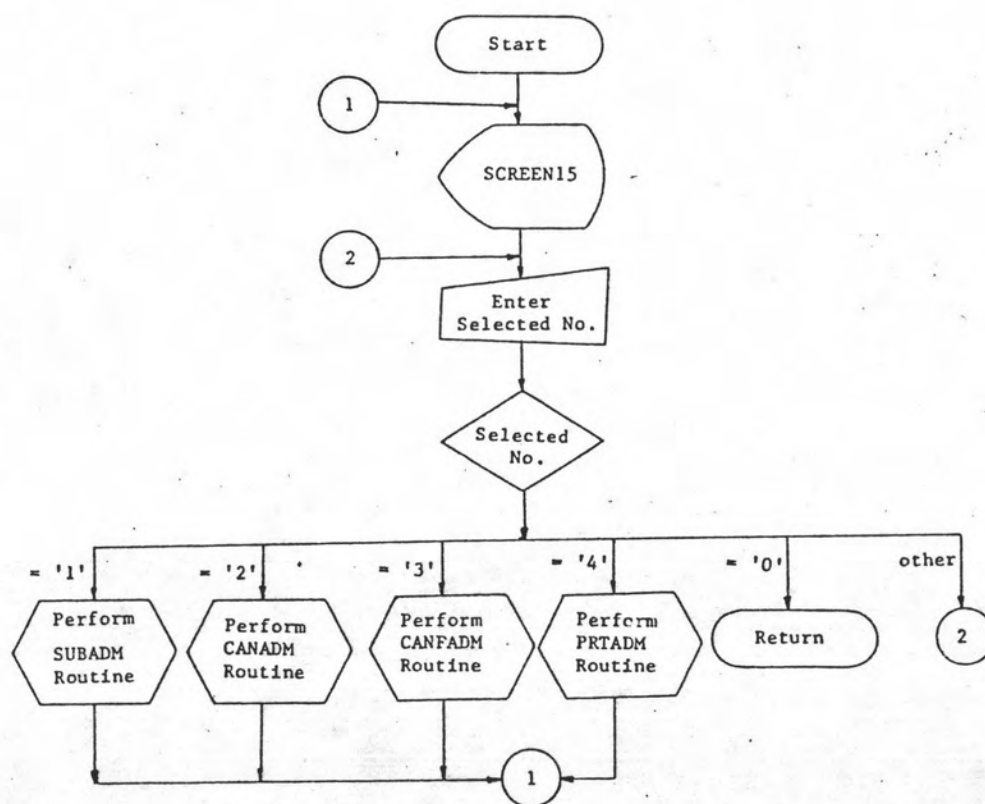 Start
1
SCREEN15
2
Enter
Selected No.
Selected
No.
= '1'
= '2'
= '3'
= '4'
= '0'
other
Perform
SUBADM
Routine
Perform
CANADM
Routine
Perform
CANFADM
Routine
Perform
PRTADM
Routine
Return
2
1